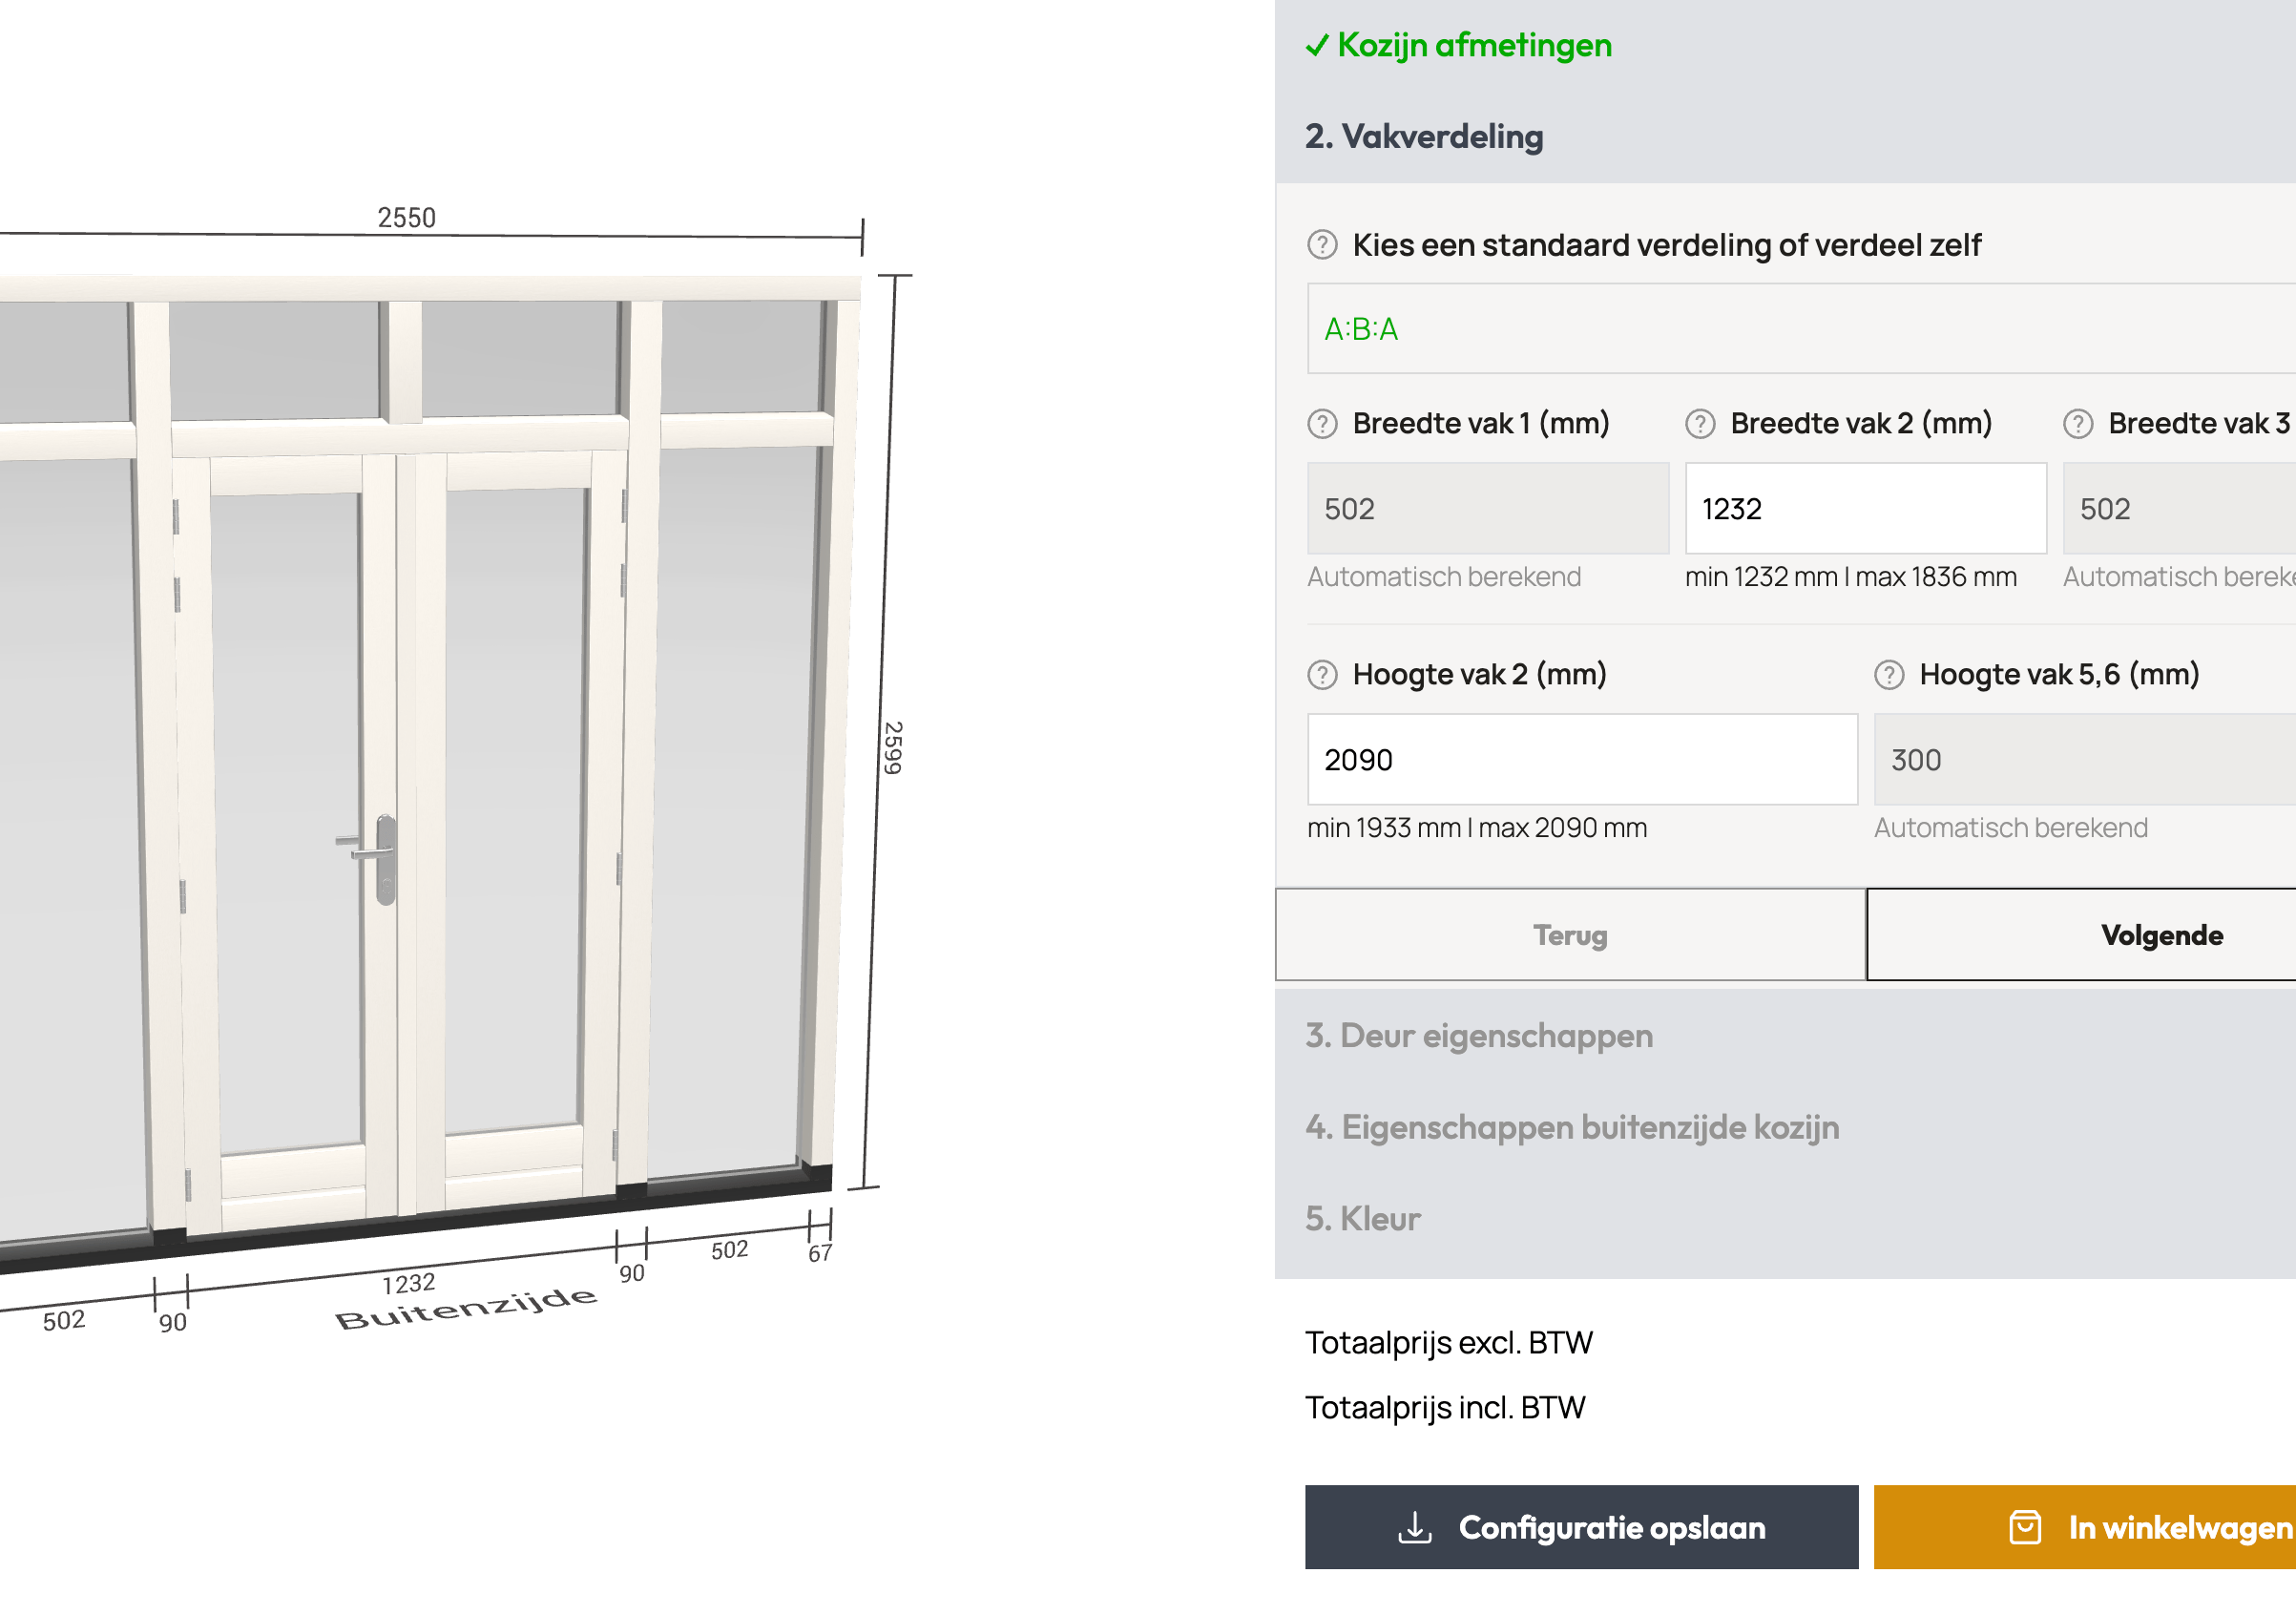 2550
2599
502
90
1232
90
502
67
Buitenzijde
Kozijn afmetingen
2. Vakverdeling
Kies een standaard verdeling of verdeel zelf
A:B:A
Breedte vak 1 (mm)
Breedte vak 2 (mm)
Breedte vak 3
502
1232
502
Automatisch berekend
min 1232 mm | max 1836 mm
Automatisch bereke
Hoogte vak 2 (mm)
Hoogte vak 5,6 (mm)
2090
300
min 1933 mm | max 2090 mm
Automatisch berekend
Terug
Volgende
3. Deur eigenschappen
4. Eigenschappen buitenzijde kozijn
5. Kleur
Totaalprijs excl. BTW
Totaalprijs incl. BTW
Configuratie opslaan
In winkelwagen